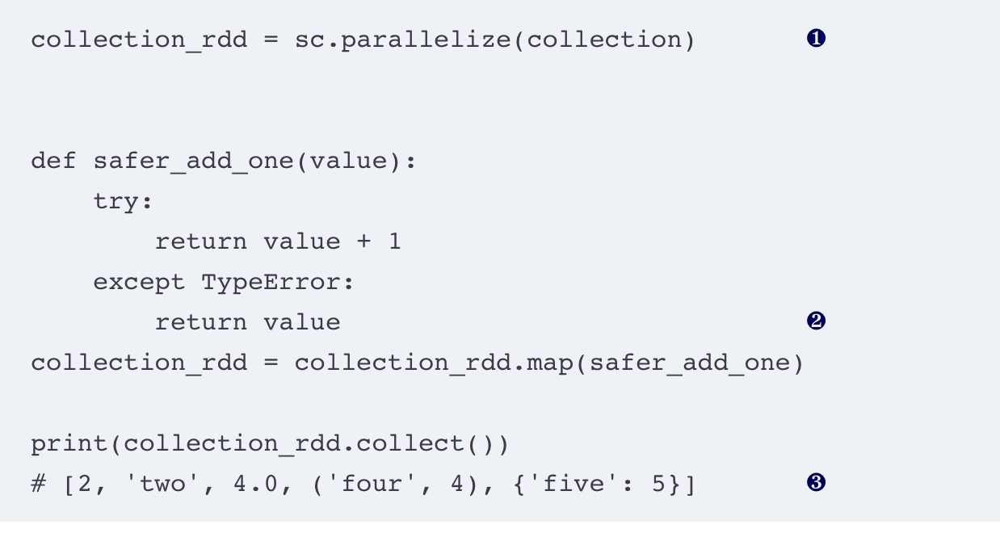 collection_rdd = sc.parallelize(collection) ❶
def safer_add_one(value):
    try:
        return value + 1
    except TypeError:
        return value ❷
collection_rdd = collection_rdd.map(safer_add_one)
print(collection_rdd.collect())
# [2, 'two', 4.0, ('four', 4), {'five': 5}] ❸